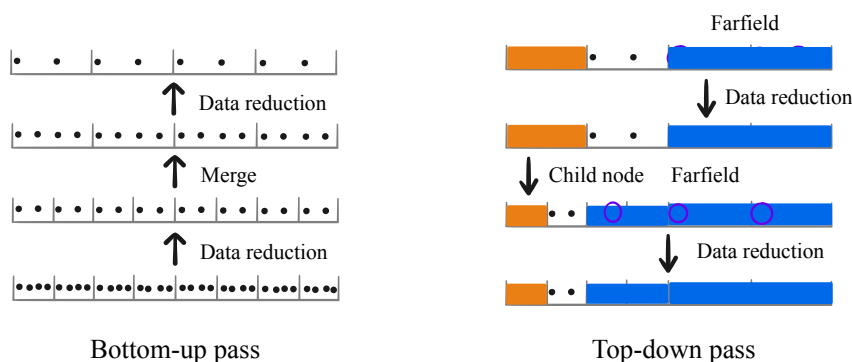 Farfield
Data reduction
Data reduction
Merge
Child node
Farfield
Data reduction
Data reduction
Bottom-up pass
Top-down pass